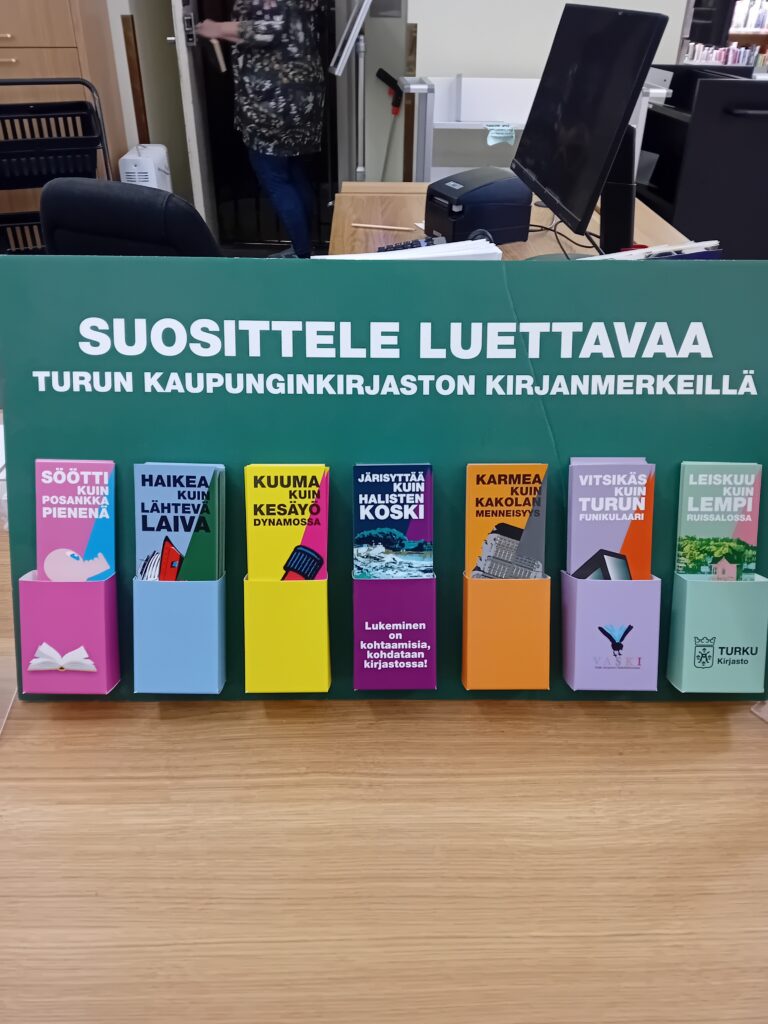 SUOSITTELE LUETTAVAA
TURUN KAUPUNGINKIRJASTON KIRJANMERKEILLÄ
SÖÖTTI
KUIN
POSANKKA
PIENENÄ
HAIKEA
KUIN
LÄHTEVÄ
LAIVA
KUUMA
KUIN
KESÄYÖ
DYNAMOSSA
JÄRISYTTÄÄ
KUIN
HALISTEN
KOSKI
KARMEA
KUIN
KAKOLAN
MENNEISYYS
VITSIKÄS
KUIN
TURUN
FUNIKULAARI
LEISKUU
KUIN
LEMPI
RUISSALOSSA
Lukeminen
on
kohtaamisia,
kohdataan
kirjastossa!
VASKI
TURKU
Kirjasto